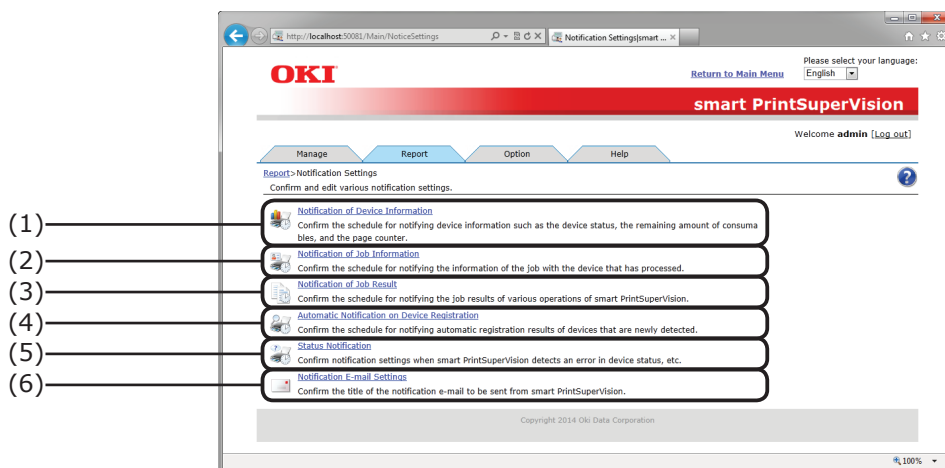 http://localhost:50081/Main/NoticeSettings
Notification Settings|smart ...
OKI
Return to Main Menu
Please select your language:
English
smart PrintSuperVision
Welcome admin [Log out]
Manage
Report
Option
Help
Report>Notification Settings
Confirm and edit various notification settings.
(1)
Notification of Device Information
Confirm the schedule for notifying device information such as the device status, the remaining amount of consuma
bles, and the page counter.
(2)
Notification of Job Information
Confirm the schedule for notifying the information of the job with the device that has processed.
(3)
Notification of Job Result
Confirm the schedule for notifying the job results of various operations of smart PrintSuperVision.
(4)
Automatic Notification on Device Registration
Confirm the schedule for notifying automatic registration results of devices that are newly detected.
(5)
Status Notification
Confirm notification settings when smart PrintSuperVision detects an error in device status, etc.
(6)
Notification E-mail Settings
Confirm the title of the notification e-mail to be sent from smart PrintSuperVision.
Copyright 2014 Oki Data Corporation
100%